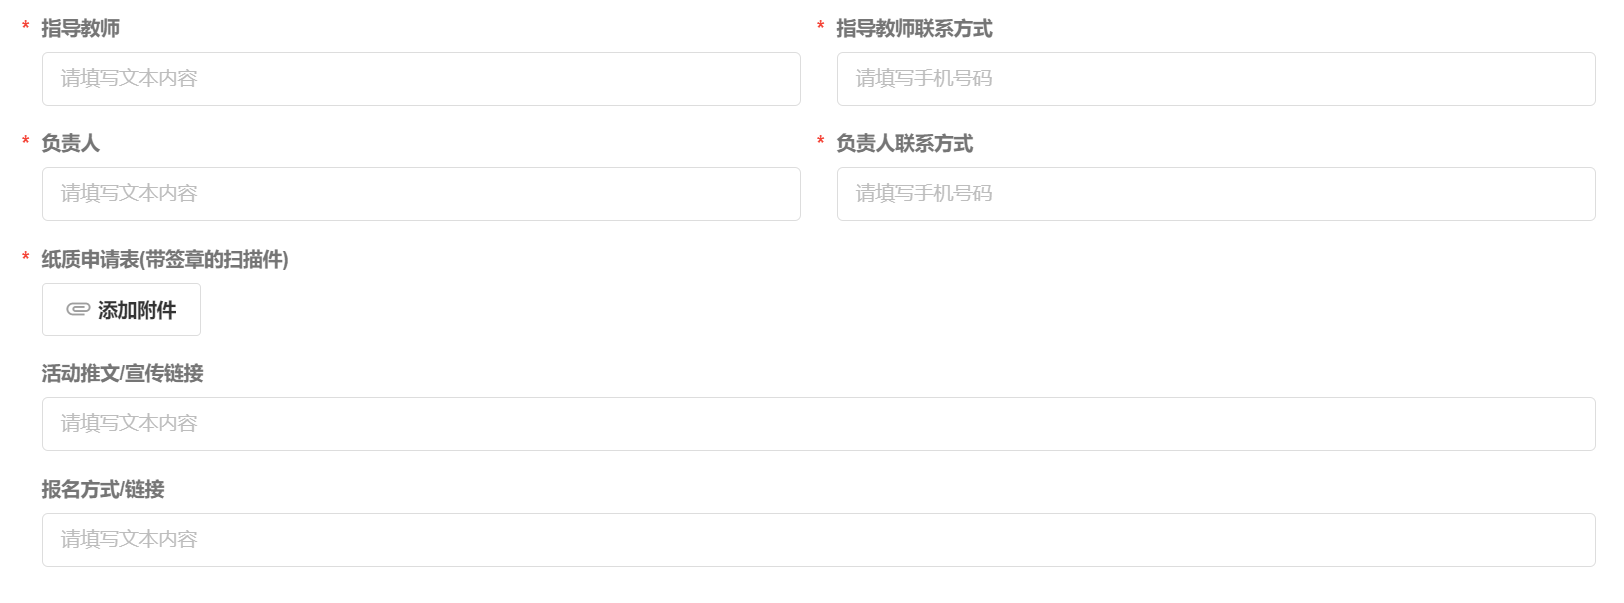 * 指导教师 * 指导教师联系方式
请填写文本内容 请填写手机号码
* 负责人 * 负责人联系方式
请填写文本内容 请填写手机号码
* 纸质申请表(带签章的扫描件)
添加附件
活动推文/宣传链接
请填写文本内容
报名方式/链接
请填写文本内容